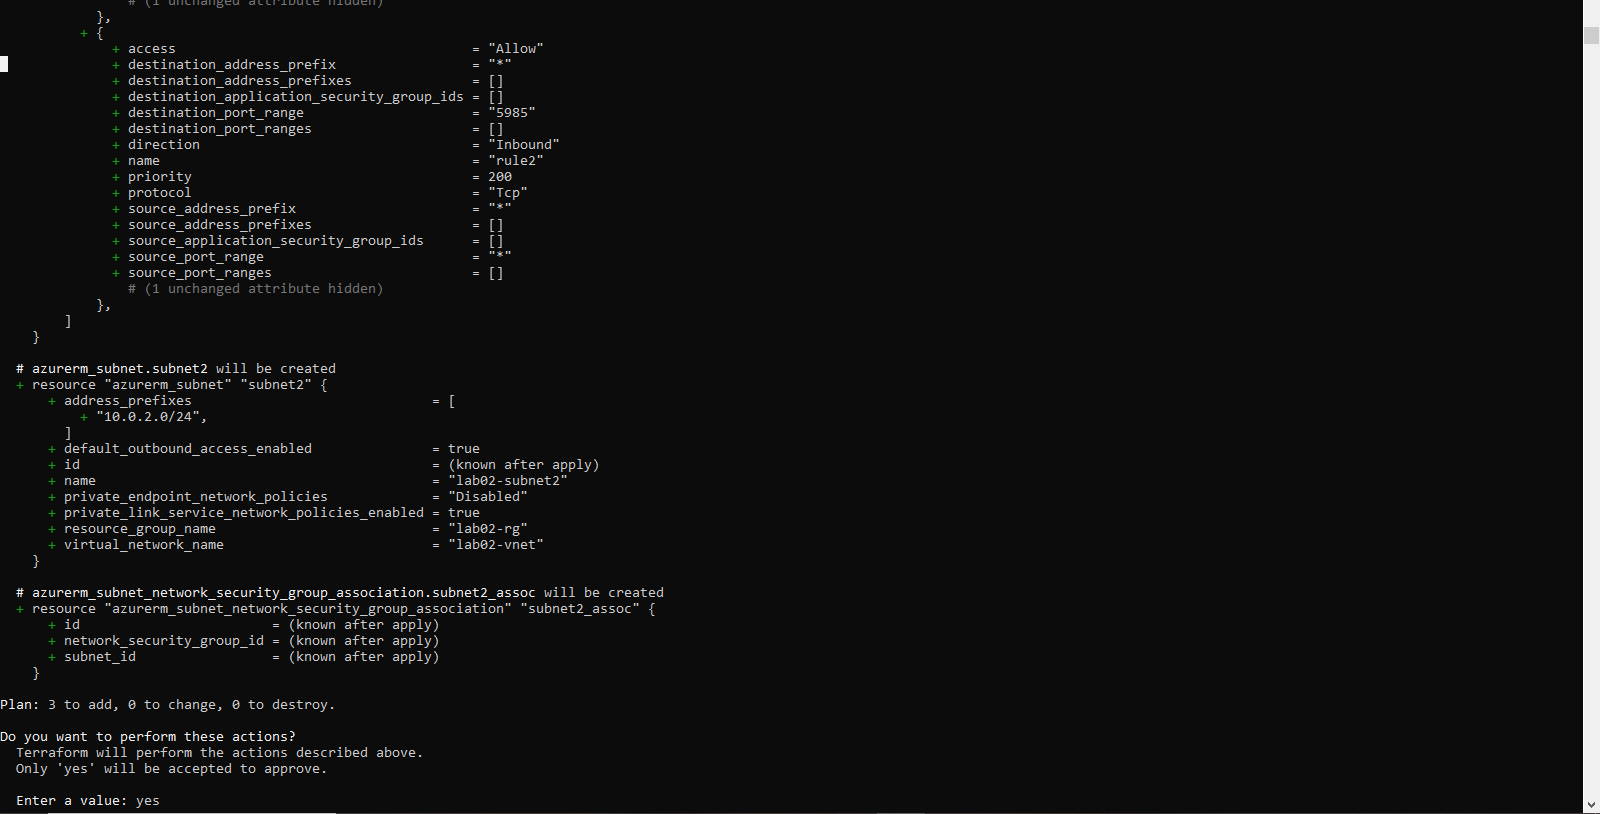 # (1 unchanged attribute hidden)
},
+ {
+ access = "Allow"
+ destination_address_prefix = "*"
+ destination_address_prefixes = []
+ destination_application_security_group_ids = []
+ destination_port_range = "5985"
+ destination_port_ranges = []
+ direction = "Inbound"
+ name = "rule2"
+ priority = 200
+ protocol = "Tcp"
+ source_address_prefix = "*"
+ source_address_prefixes = []
+ source_application_security_group_ids = []
+ source_port_range = "*"
+ source_port_ranges = []
# (1 unchanged attribute hidden)
},
]
}
# azurerm_subnet.subnet2 will be created
+ resource "azurerm_subnet" "subnet2" {
+ address_prefixes = [
+ "10.0.2.0/24",
]
+ default_outbound_access_enabled = true
+ id = (known after apply)
+ name = "lab02-subnet2"
+ private_endpoint_network_policies = "Disabled"
+ private_link_service_network_policies_enabled = true
+ resource_group_name = "lab02-rg"
+ virtual_network_name = "lab02-vnet"
}
# azurerm_subnet_network_security_group_association.subnet2_assoc will be created
+ resource "azurerm_subnet_network_security_group_association" "subnet2_assoc" {
+ id = (known after apply)
+ network_security_group_id = (known after apply)
+ subnet_id = (known after apply)
}
Plan: 3 to add, 0 to change, 0 to destroy.
Do you want to perform these actions?
Terraform will perform the actions described above.
Only 'yes' will be accepted to approve.
Enter a value: yes